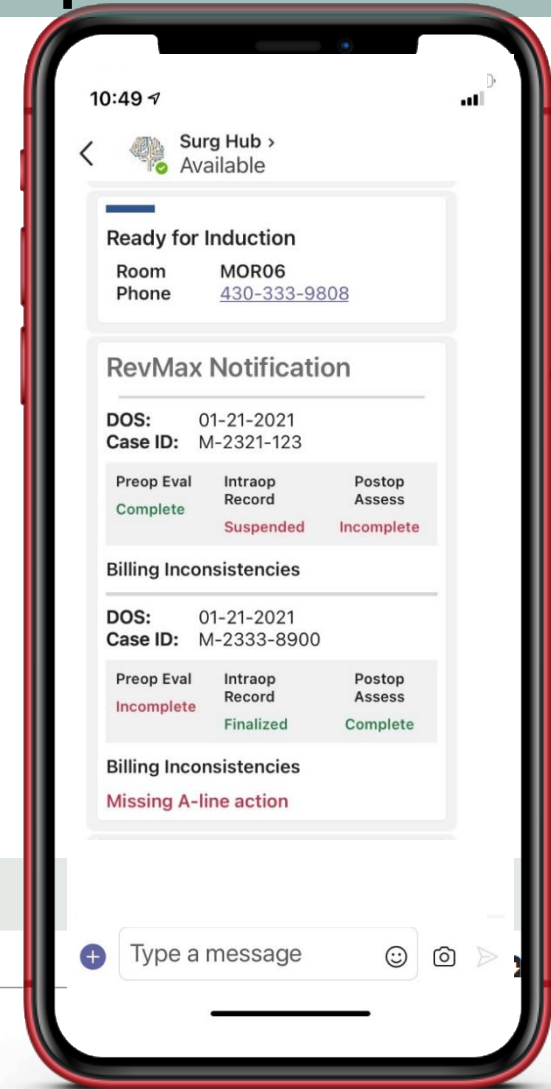 10:49
Surg Hub >
Available
Ready for Induction
Room MOR06
Phone 430-333-9808
RevMax Notification
DOS: 01-21-2021
Case ID: M-2321-123
Preop Eval Intraop Record Postop Assess
Complete Suspended Incomplete
Billing Inconsistencies
DOS: 01-21-2021
Case ID: M-2333-8900
Preop Eval Intraop Record Postop Assess
Incomplete Finalized Complete
Billing Inconsistencies
Missing A-line action
Type a message